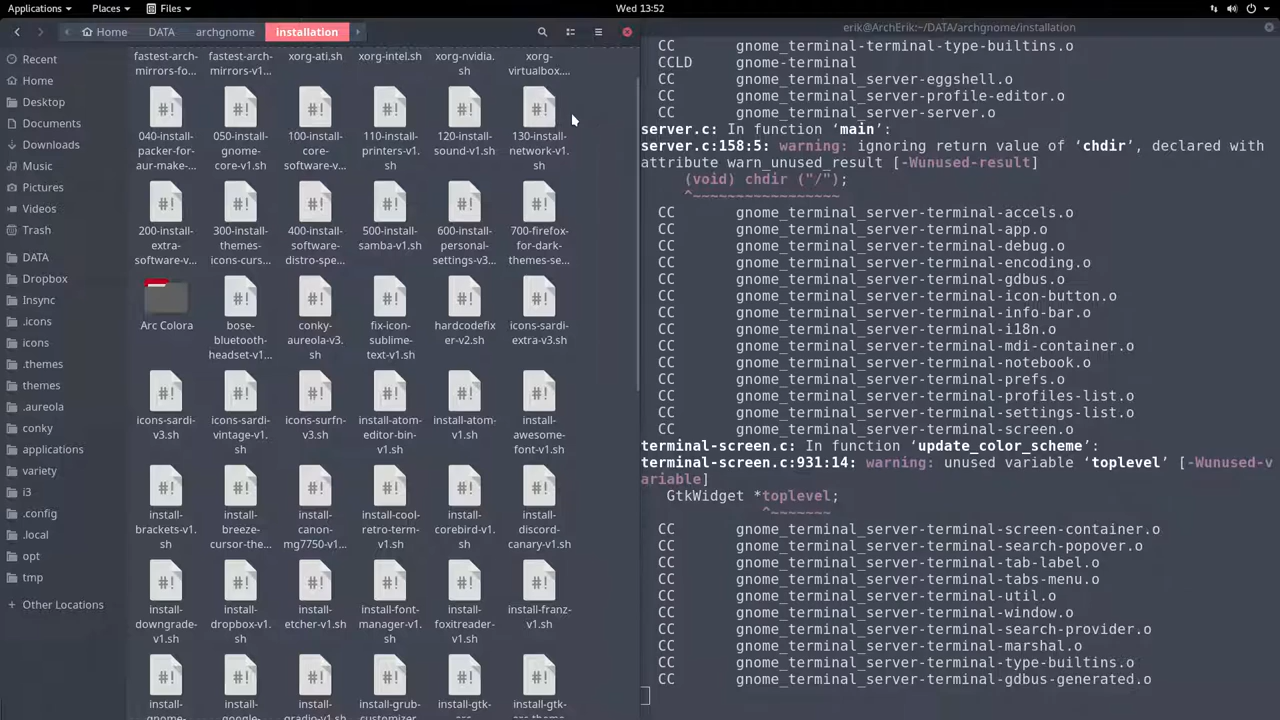 Applications Places Files Wed 13:52
Home DATA archgnome installation
erik@ArchErik:~/DATA/archgnome/installation
Recent
Home
Desktop
Documents
Downloads
Music
Pictures
Videos
Trash
DATA
Dropbox
Insync
.icons
icons
.themes
themes
.aureola
conky
applications
variety
i3
.config
.local
opt
tmp
+ Other Locations
fastest-arch-
mirrors-fo...
fastest-arch-
mirrors-v1...
xorg-ati.sh
xorg-intel.sh
xorg-nvidia.
sh
xorg-
virtualbox....
040-install-
packer-for-
aur-make-...
050-install-
gnome-
core-v1.sh
100-install-
core-
software-v...
110-install-
printers-v1.
sh
120-install-
sound-v1.sh
130-install-
network-v1.
sh
200-install-
extra-
software-v...
300-install-
themes-
icons-curs...
400-install-
software-
distro-spe...
500-install-
samba-v1.sh
600-install-
personal-
settings-v3...
700-firefox-
for-dark-
themes-se...
Arc Colora
bose-
bluetooth-
headset-v1...
conky-
aureola-v3.
sh
fix-icon-
sublime-
text-v1.sh
hardcodefix
er-v2.sh
icons-sardi-
extra-v3.sh
icons-sardi-
v3.sh
icons-sardi-
vintage-v1.
sh
icons-surfn-
v3.sh
install-atom-
editor-bin-
v1.sh
install-atom-
v1.sh
install-
awesome-
font-v1.sh
install-
brackets-v1.
sh
install-
breeze-
cursor-the...
install-
canon-
mg7750-v1...
install-cool-
retro-term-
v1.sh
install-
corebird-v1.
sh
install-
discord-
canary-v1.sh
install-
downgrade-
v1.sh
install-
dropbox-v1.
sh
install-
etcher-v1.sh
install-font-
manager-v1.
sh
install-
foxitreader-
v1.sh
install-franz-
v1.sh
install-
gnome-
install-
google-
install-
gradio-v1.sh
install-grub-
customizer
install-gtk-
install-gtk-
CC gnome_terminal-terminal-type-builtins.o
CCLD gnome-terminal
CC gnome_terminal_server-eggshell.o
CC gnome_terminal_server-profile-editor.o
CC gnome_terminal_server-server.o
server.c: In function ‘main’:
server.c:158:5: warning: ignoring return value of ‘chdir’, declared with
attribute warn_unused_result [-Wunused-result]
(void) chdir ("/");
^~~~~~~~~~~~~~~~~~
CC gnome_terminal_server-terminal-accels.o
CC gnome_terminal_server-terminal-app.o
CC gnome_terminal_server-terminal-debug.o
CC gnome_terminal_server-terminal-encoding.o
CC gnome_terminal_server-terminal-gdbus.o
CC gnome_terminal_server-terminal-icon-button.o
CC gnome_terminal_server-terminal-info-bar.o
CC gnome_terminal_server-terminal-i18n.o
CC gnome_terminal_server-terminal-mdi-container.o
CC gnome_terminal_server-terminal-notebook.o
CC gnome_terminal_server-terminal-prefs.o
CC gnome_terminal_server-terminal-profiles-list.o
CC gnome_terminal_server-terminal-settings-list.o
CC gnome_terminal_server-terminal-screen.o
terminal-screen.c: In function ‘update_color_scheme’:
terminal-screen.c:931:14: warning: unused variable ‘toplevel’ [-Wunused-v
ariable]
GtkWidget *toplevel;
^~~~~~~~
CC gnome_terminal_server-terminal-screen-container.o
CC gnome_terminal_server-terminal-search-popover.o
CC gnome_terminal_server-terminal-tab-label.o
CC gnome_terminal_server-terminal-tabs-menu.o
CC gnome_terminal_server-terminal-util.o
CC gnome_terminal_server-terminal-window.o
CC gnome_terminal_server-terminal-search-provider.o
CC gnome_terminal_server-terminal-marshal.o
CC gnome_terminal_server-terminal-type-builtins.o
CC gnome_terminal_server-terminal-gdbus-generated.o